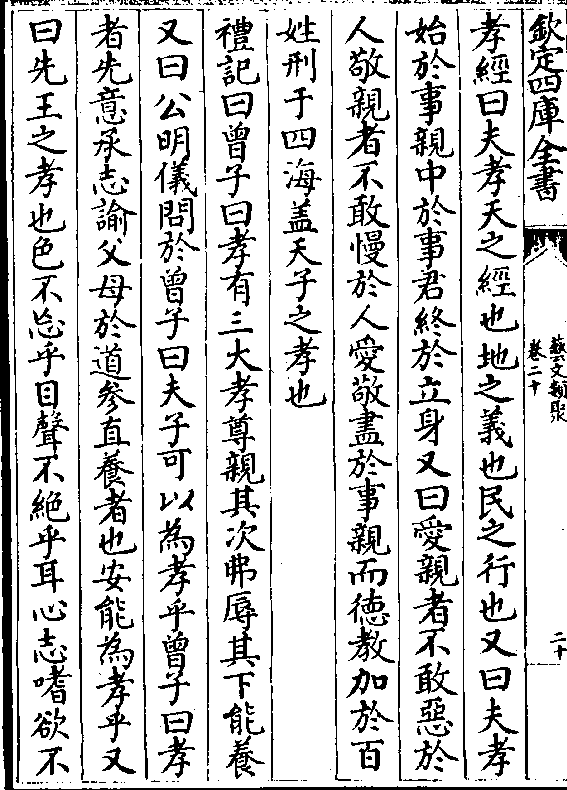 欽定四庫全書
藝文類聚
卷二十
二十
孝經曰夫孝天之經也地之義也民之行也又曰夫孝
始於事親中於事君終於立身又曰愛親者不敢惡於
人敬親者不敢慢於人愛敬盡於事親而德教加於百
姓刑于四海盖天子之孝也
禮記曰曾子曰孝有三大孝尊親其次弗辱其下能養
又曰公明儀問於曾子曰夫子可以為孝乎曾子曰孝
者先意承志諭父母於道參直養者也安能為孝乎又
曰先王之孝也色不忘乎目聲不絶乎耳心志嗜欲不